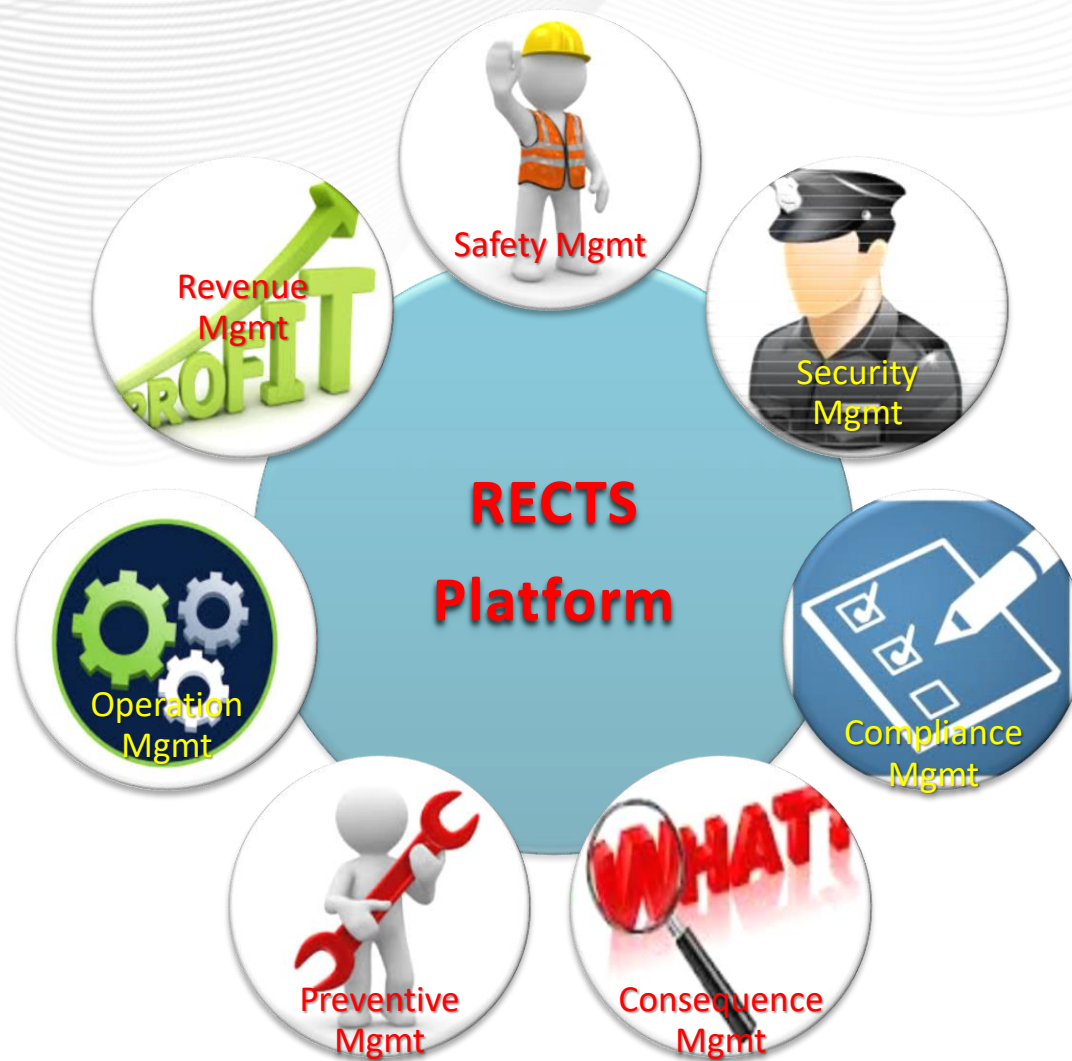 Safety Mgmt
Security
Mgmt
Compliance
Mgmt
WHAT
Consequence
Mgmt
Preventive
Mgmt
Operation
Mgmt
Revenue
Mgmt
PROFIT
RECTS
Platform